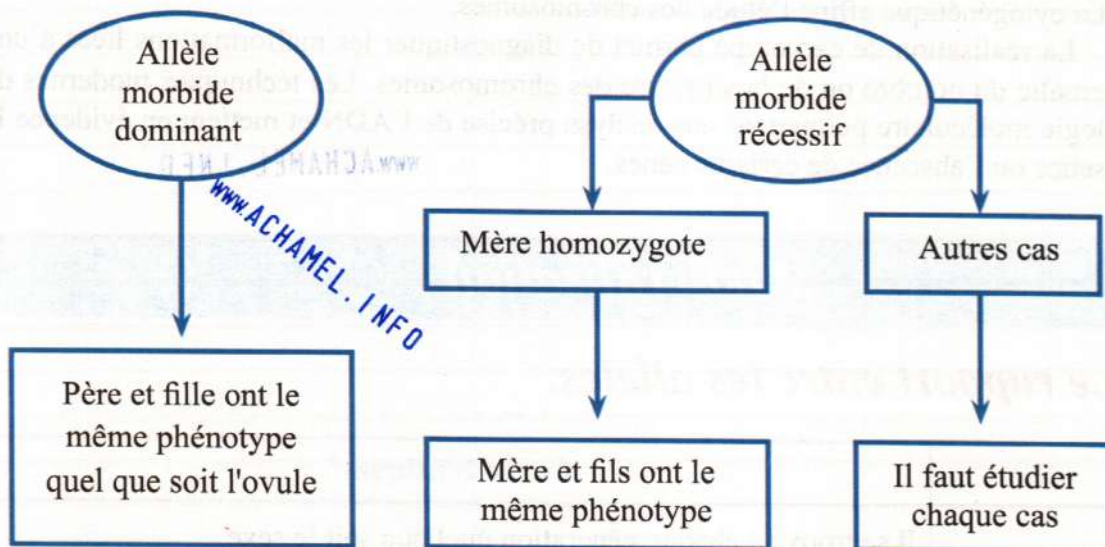 Allèle
morbide
dominant
Allèle
morbide
récessif
www.ACHAMEL.INFO
Mère homozygote
Autres cas
Père et fille ont le
même phénotype
quel que soit l'ovule
Mère et fils ont le
même phénotype
Il faut étudier
chaque cas